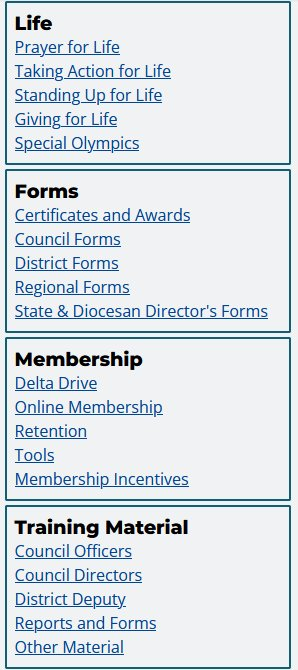 Life
Prayer for Life
Taking Action for Life
Standing Up for Life
Giving for Life
Special Olympics
Forms
Certificates and Awards
Council Forms
District Forms
Regional Forms
State & Diocesan Director's Forms
Membership
Delta Drive
Online Membership
Retention
Tools
Membership Incentives
Training Material
Council Officers
Council Directors
District Deputy
Reports and Forms
Other Material